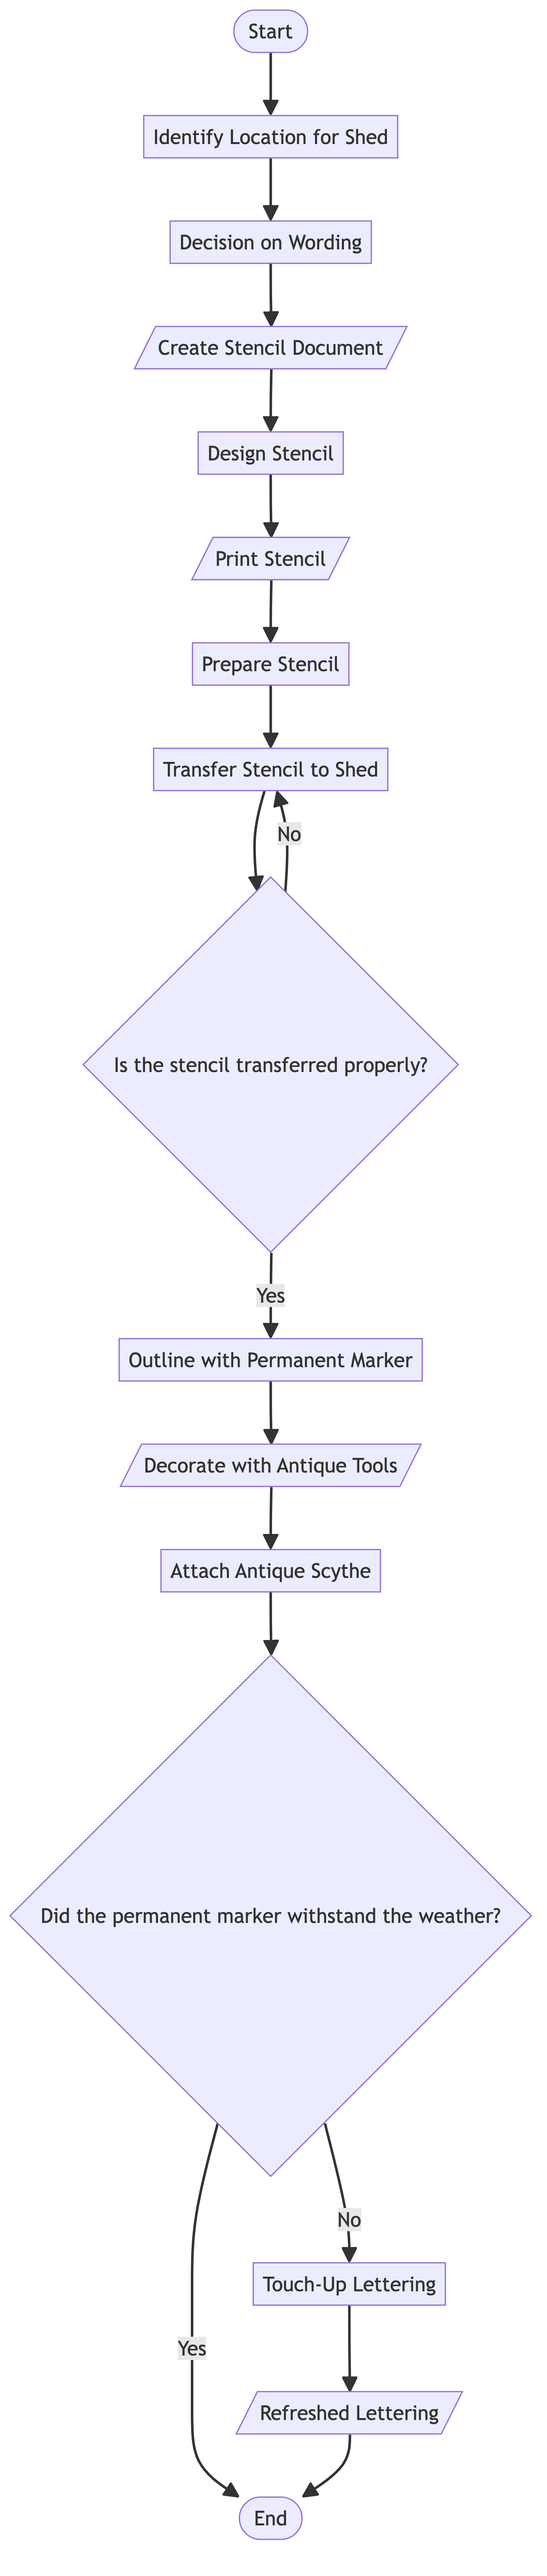 Start
Identify Location for Shed
Decision on Wording
Create Stencil Document
Design Stencil
Print Stencil
Prepare Stencil
Transfer Stencil to Shed
No
Is the stencil transferred properly?
Yes
Outline with Permanent Marker
Decorate with Antique Tools
Attach Antique Scythe
Did the permanent marker withstand the weather?
No
Touch-Up Lettering
Yes
Refreshed Lettering
End